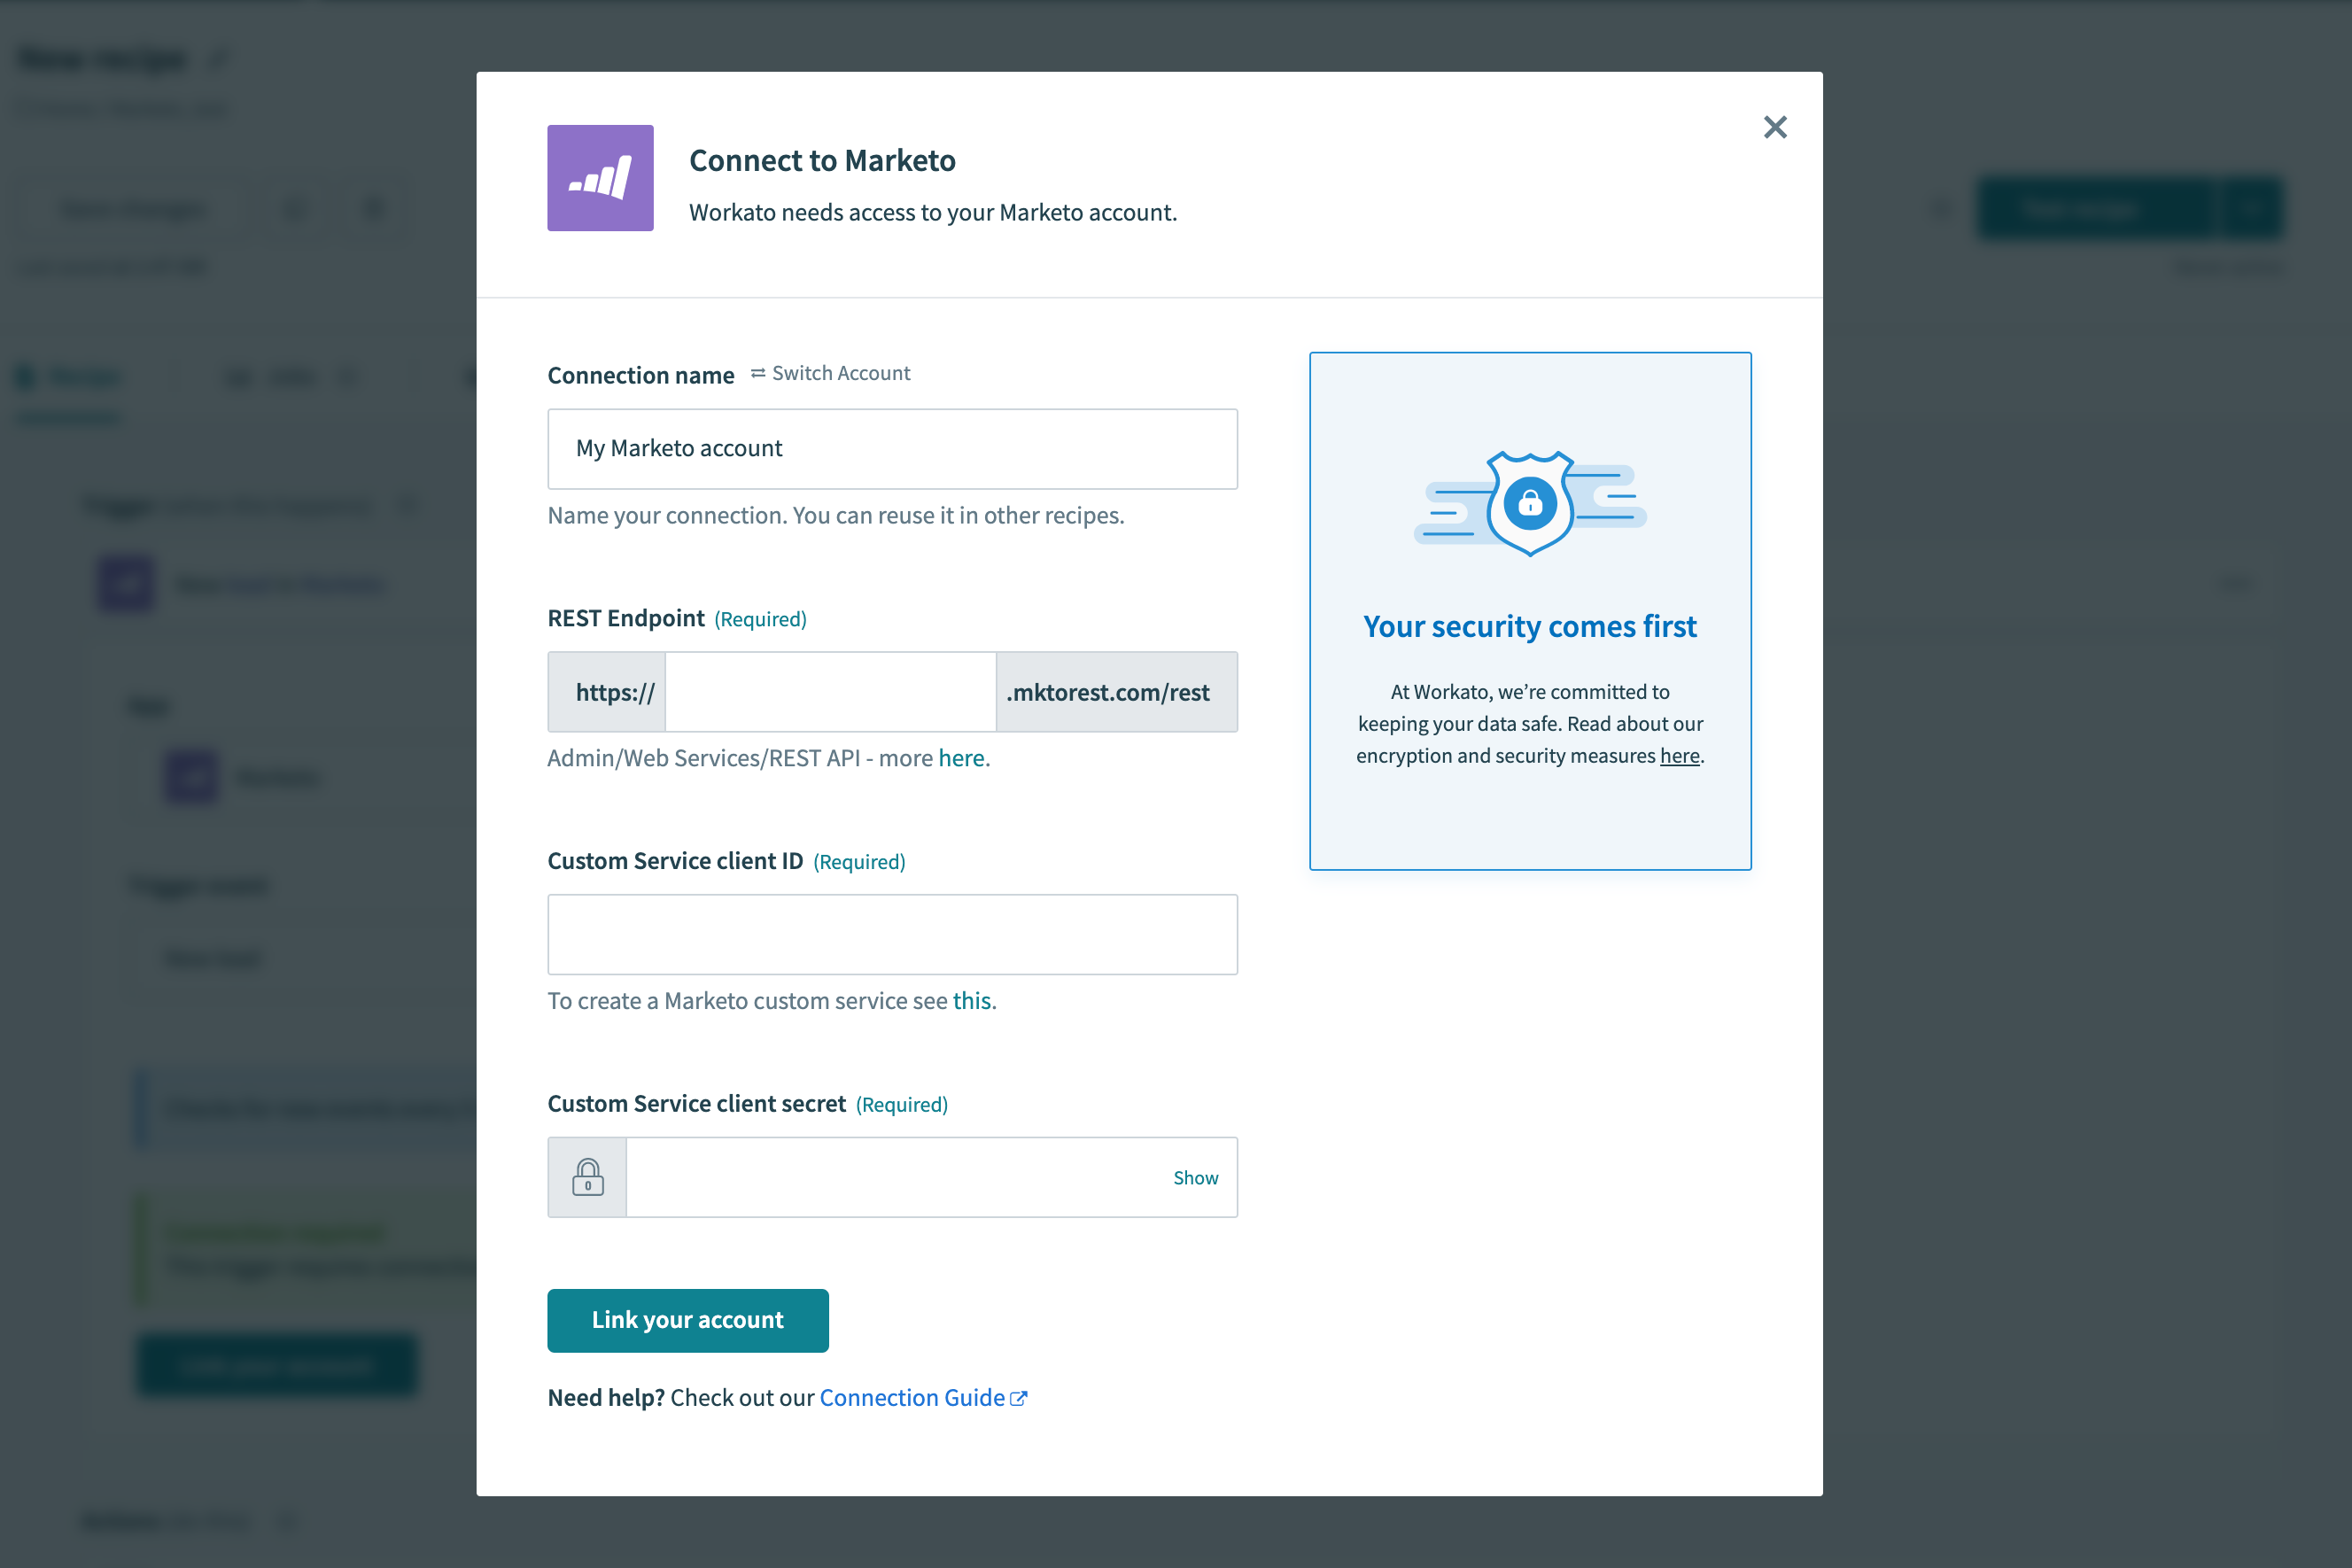 New recipe
Connect to Marketo
Workato needs access to your Marketo account.
Connection name Switch Account
My Marketo account
Name your connection. You can reuse it in other recipes.
REST Endpoint (Required)
https:// .mktorest.com/rest
Admin/Web Services/REST API - more here.
Custom Service client ID (Required)
To create a Marketo custom service see this.
Custom Service client secret (Required)
Show
Link your account
Need help? Check out our Connection Guide
Your security comes first
At Workato, we’re committed to
keeping your data safe. Read about our
encryption and security measures here.